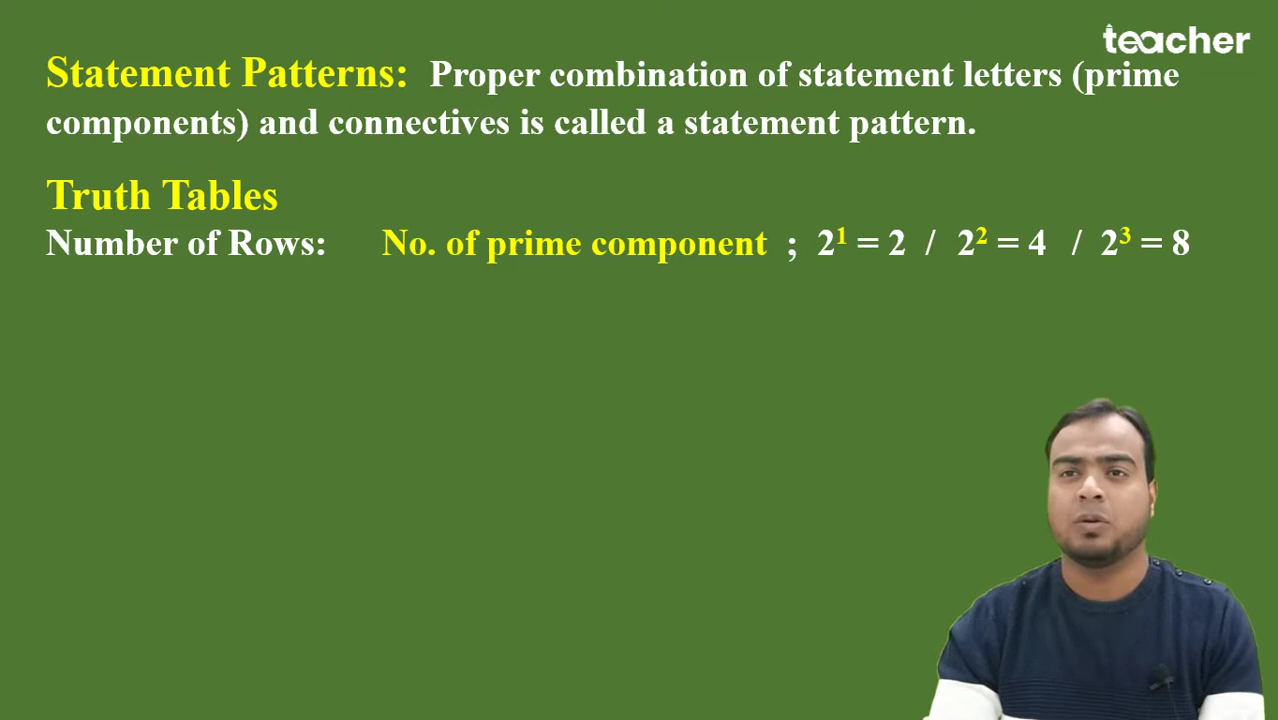 teacher
Statement Patterns: Proper combination of statement letters (prime
components) and connectives is called a statement pattern.
Truth Tables
Number of Rows: No. of prime component ; 2¹ = 2 / 2² = 4 / 2³ = 8